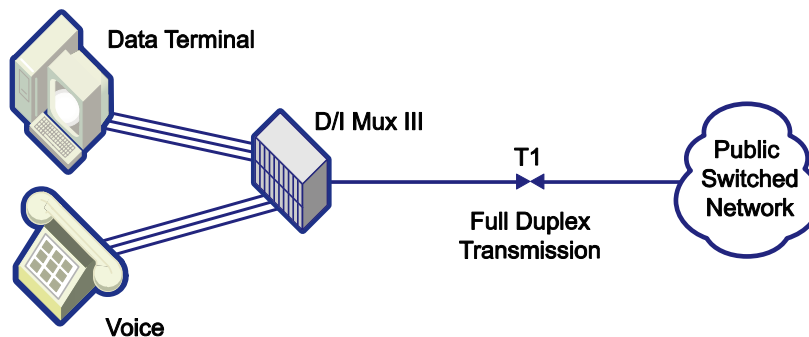 Data Terminal
D/I Mux III
T1
Public
Switched
Network
Full Duplex
Transmission
Voice